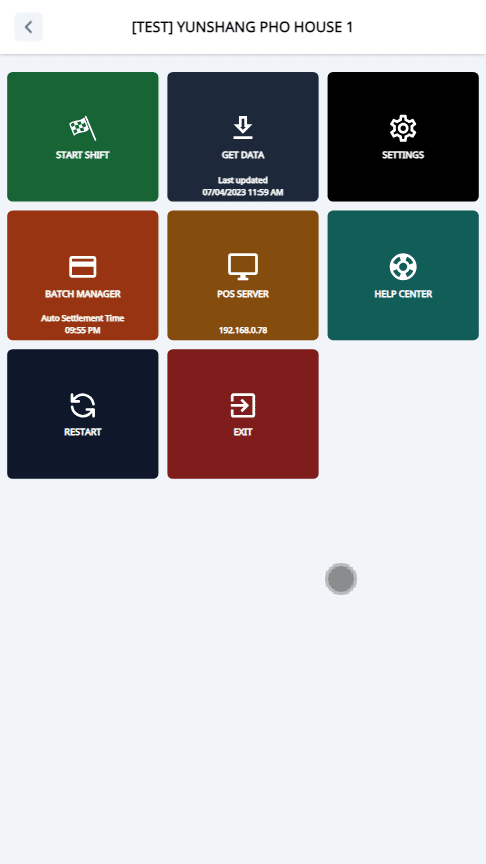 [TEST] YUNSHANG PHO HOUSE 1
START SHIFT
GET DATA
Last updated
07/04/2023 11:59 AM
SETTINGS
BATCH MANAGER
Auto Settlement Time
09:55 PM
POS SERVER
192.168.0.78
HELP CENTER
RESTART
EXIT